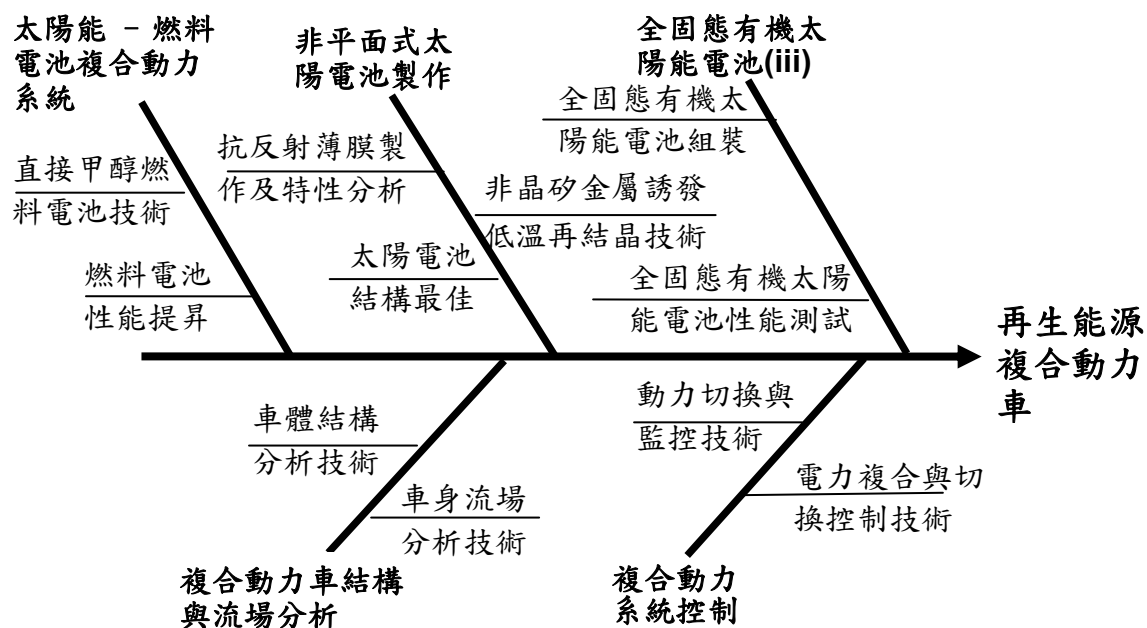 太陽能 – 燃料
電池複合動力
系統
非平面式太
陽電池製作
全固態有機太
陽能電池(iii)
直接甲醇燃
料電池技術
燃料電池
性能提昇
抗反射薄膜製
作及特性分析
太陽電池
結構最佳
非晶矽金屬誘發
低溫再結晶技術
全固態有機太
陽能電池組裝
全固態有機太陽
能電池性能測試
再生能源
複合動力
車
車體結構
分析技術
車身流場
分析技術
複合動力車結構
與流場分析
動力切換與
監控技術
電力複合與切
換控制技術
複合動力
系統控制